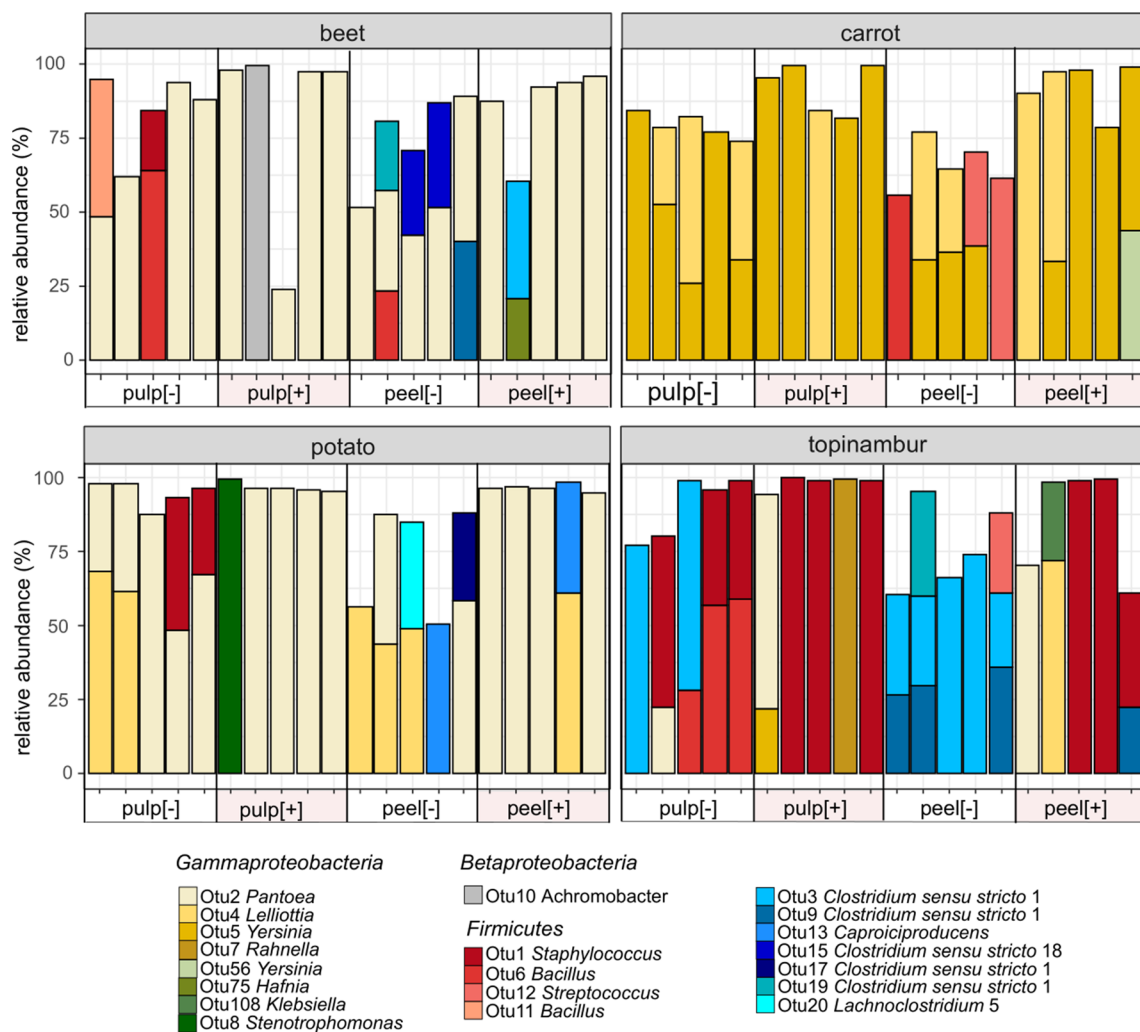 beet
carrot
relative abundance (%)
100
75
50
25
0
pulp[-]
pulp[+]
peel[-]
peel[+]
pulp[-]
pulp[+]
peel[-]
peel[+]
potato
topinambur
relative abundance (%)
100
75
50
25
0
pulp[-]
pulp[+]
peel[-]
peel[+]
pulp[-]
pulp[+]
peel[-]
peel[+]
Gammaproteobacteria
Otu2 Pantoea
Otu4 Lelliottia
Otu5 Yersinia
Otu7 Rahnella
Otu56 Yersinia
Otu75 Hafnia
Otu108 Klebsiella
Otu8 Stenotrophomonas
Betaproteobacteria
Otu10 Achromobacter
Firmicutes
Otu1 Staphylococcus
Otu6 Bacillus
Otu12 Streptococcus
Otu11 Bacillus
Otu3 Clostridium sensu stricto 1
Otu9 Clostridium sensu stricto 1
Otu13 Caproiciproducens
Otu15 Clostridium sensu stricto 18
Otu17 Clostridium sensu stricto 1
Otu19 Clostridium sensu stricto 1
Otu20 Lachnoclostridium 5